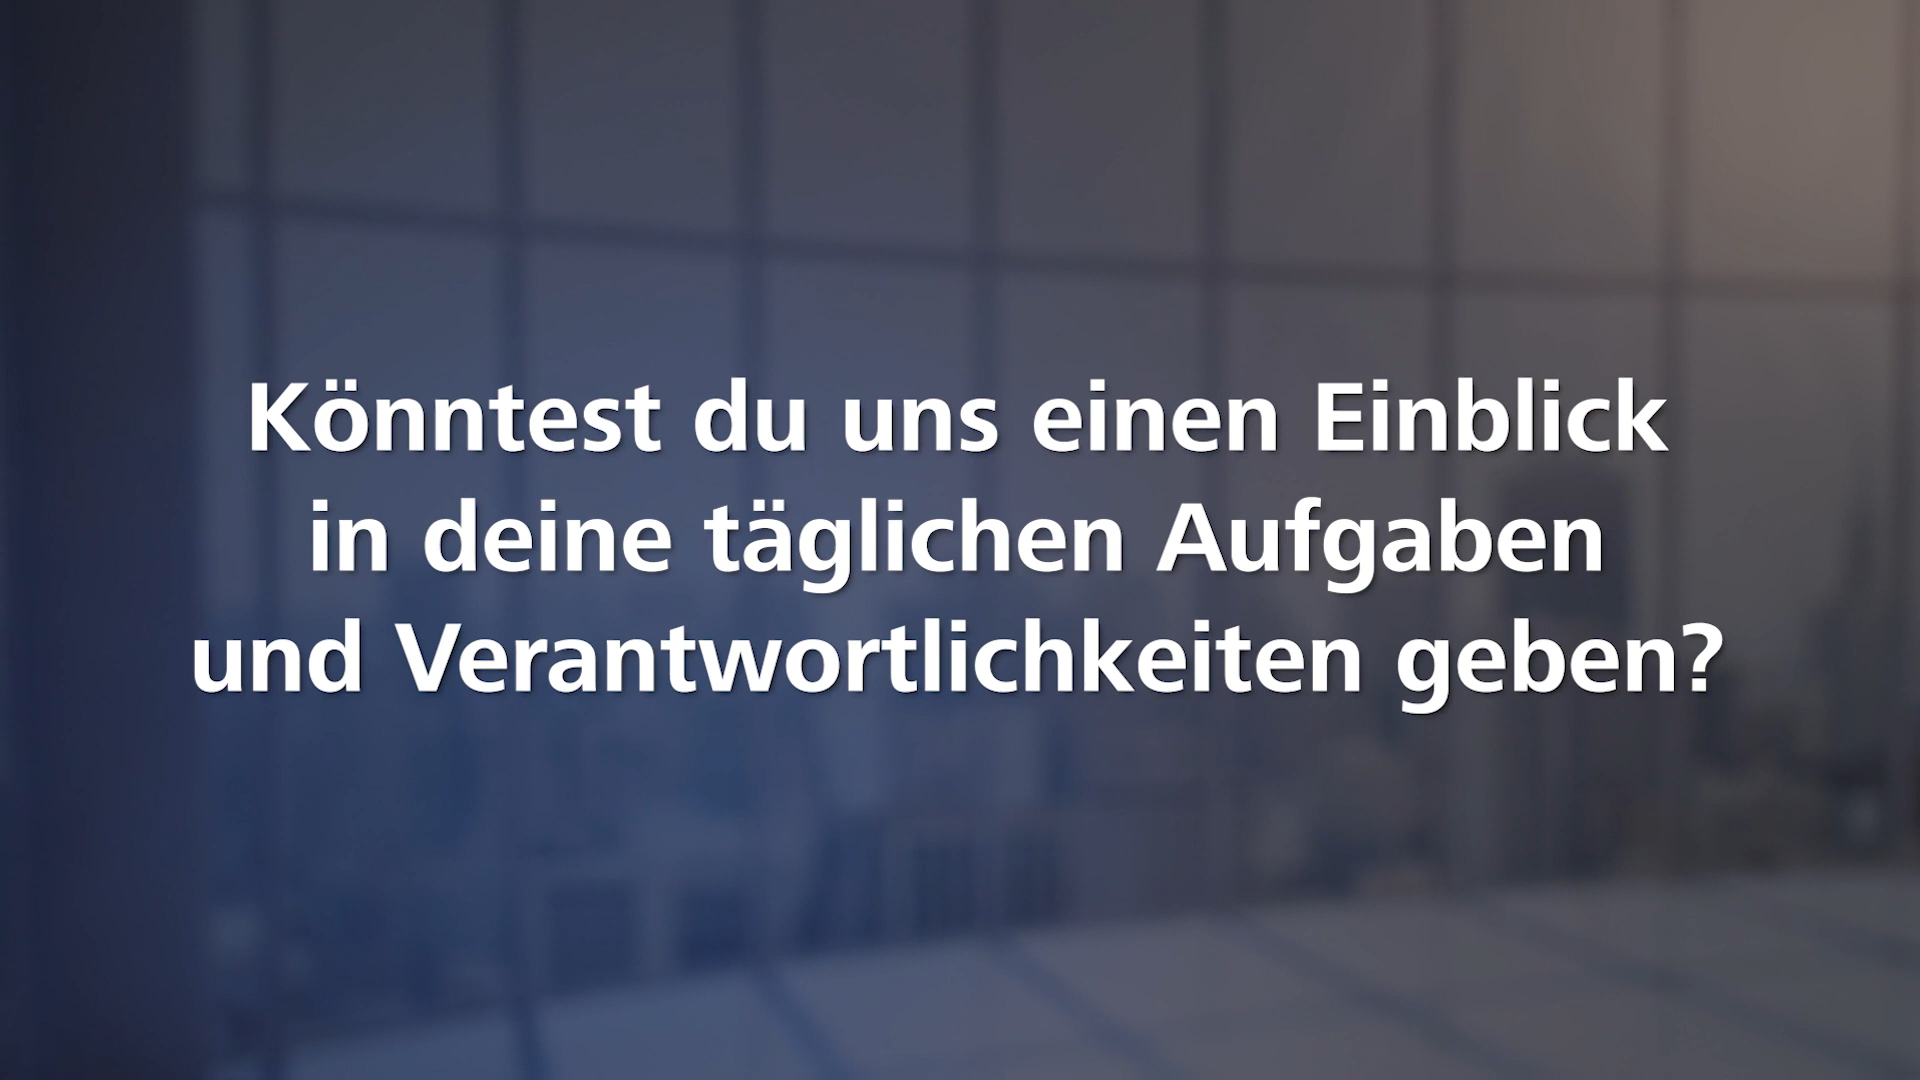 Könntest du uns einen Einblick
in deine täglichen Aufgaben
und Verantwortlichkeiten geben?